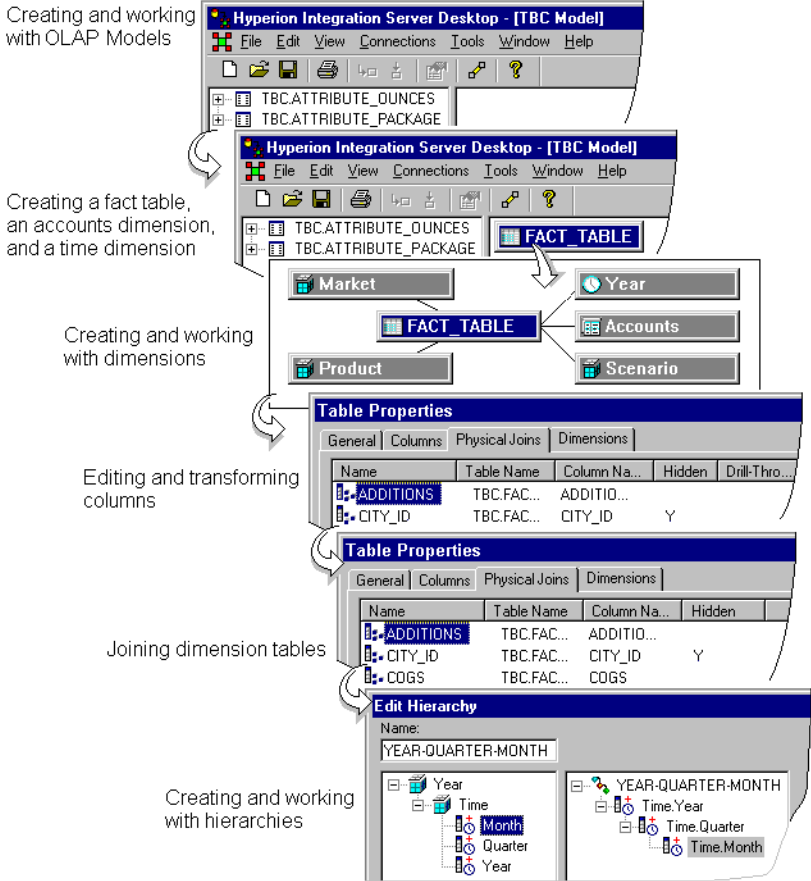 Creating and working
with OLAP Models
Hyperion Integration Server Desktop - [TBC Model]
File Edit View Connections Tools Window Help
TBC.ATTRIBUTE_OUNCES
TBC.ATTRIBUTE_PACKAGE
Creating a fact table,
an accounts dimension,
and a time dimension
Hyperion Integration Server Desktop - [TBC Model]
File Edit View Connections Tools Window Help
TBC.ATTRIBUTE_OUNCES
TBC.ATTRIBUTE_PACKAGE
FACT_TABLE
Creating and working
with dimensions
Market
Year
FACT_TABLE
Accounts
Product
Scenario
Editing and transforming
columns
Table Properties
General Columns Physical Joins Dimensions
Name Table Name Column Na... Hidden Drill-Thro...
ADDITIONS TBC.FAC... ADDITIO...
CITY_ID TBC.FAC... CITY_ID Y
Joining dimension tables
Table Properties
General Columns Physical Joins Dimensions
Name Table Name Column Na... Hidden
ADDITIONS TBC.FAC... ADDITIO...
CITY_ID TBC.FAC... CITY_ID Y
COGS TBC.FAC... COGS
Creating and working
with hierarchies
Edit Hierarchy
Name:
YEAR-QUARTER-MONTH
Year
Time
Month
Quarter
Year
YEAR-QUARTER-MONTH
Time.Year
Time.Quarter
Time.Month